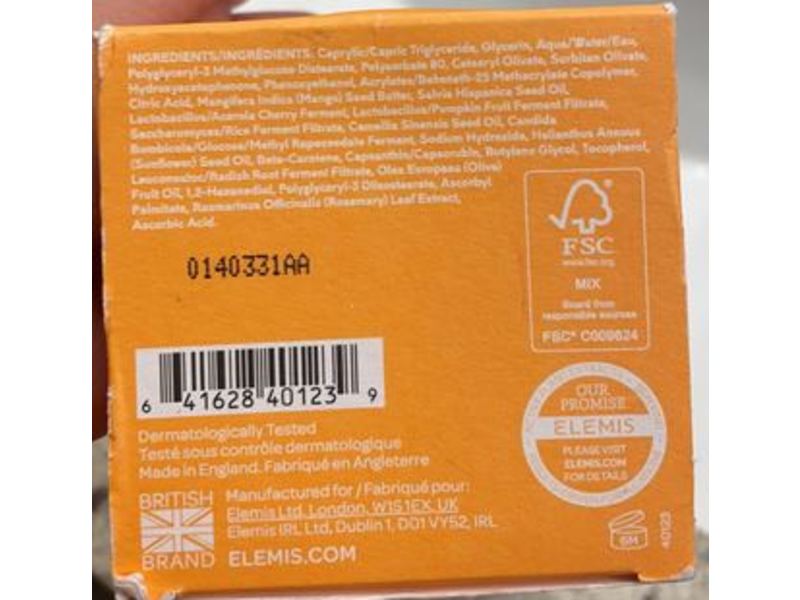 INGREDIENTS/INGRÉDIENTS: Caprylic/Capric Triglyceride, Glycerin, Aqua/Water/Eau,
Polyglyceryl-3 Methylglucose Distearate, Polysorbate 80, Cetearyl Olivate, Sorbitan Olivate,
Hydroxyacetophenone, Phenoxyethanol, Acrylates/Beheneth-25 Methacrylate Copolymer,
Citric Acid, Mangifera Indica (Mango) Seed Butter, Salvia Hispanica Seed Oil,
Lactobacillus/Acerola Cherry Ferment, Lactobacillus/Pumpkin Fruit Ferment Filtrate,
Saccharomyces/Rice Ferment Filtrate, Camellia Sinensis Seed Oil, Candida
Bombicola/Glucose/Methyl Rapeseedate Ferment, Sodium Hydroxide, Helianthus Annuus
(Sunflower) Seed Oil, Beta-Carotene, Capsanthin/Capsorubin, Butylene Glycol, Tocopherol,
Leuconostoc/Radish Root Ferment Filtrate, Olea Europaea (Olive)
Fruit Oil, 1,2-Hexanediol, Polyglyceryl-3 Diisostearate, Ascorbyl
Palmitate, Rosmarinus Officinalis (Rosemary) Leaf Extract,
Ascorbic Acid.
0140331AA
FSC
www.fsc.org
MIX
Board from
responsible sources
FSC® C009624
6 41628 40123 9
Dermatologically Tested
Testé sous contrôle dermatologique
Made in England. Fabriqué en Angleterre
OUR
PROMISE
ELEMIS
PLEASE VISIT
ELEMIS.COM
FOR DETAILS
BRITISH
BRAND
Manufactured for / Fabriqué pour:
Elemis Ltd, London, W1S 1EX, UK
Elemis IRL Ltd, Dublin 1, D01 VY52, IRL
ELEMIS.COM
6M
40123